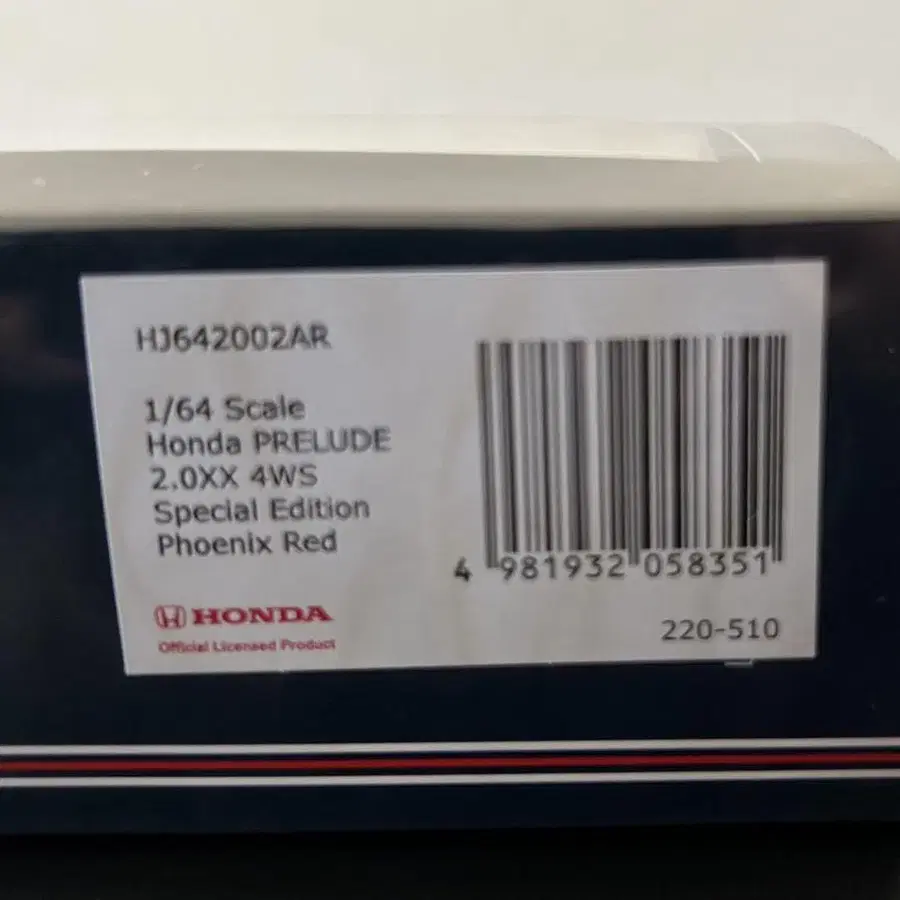 HJ642002AR
1/64 Scale
Honda PRELUDE
2.0XX 4WS
Special Edition
Phoenix Red
HONDA
Official Licensed Product
4 981932 058351
220-510